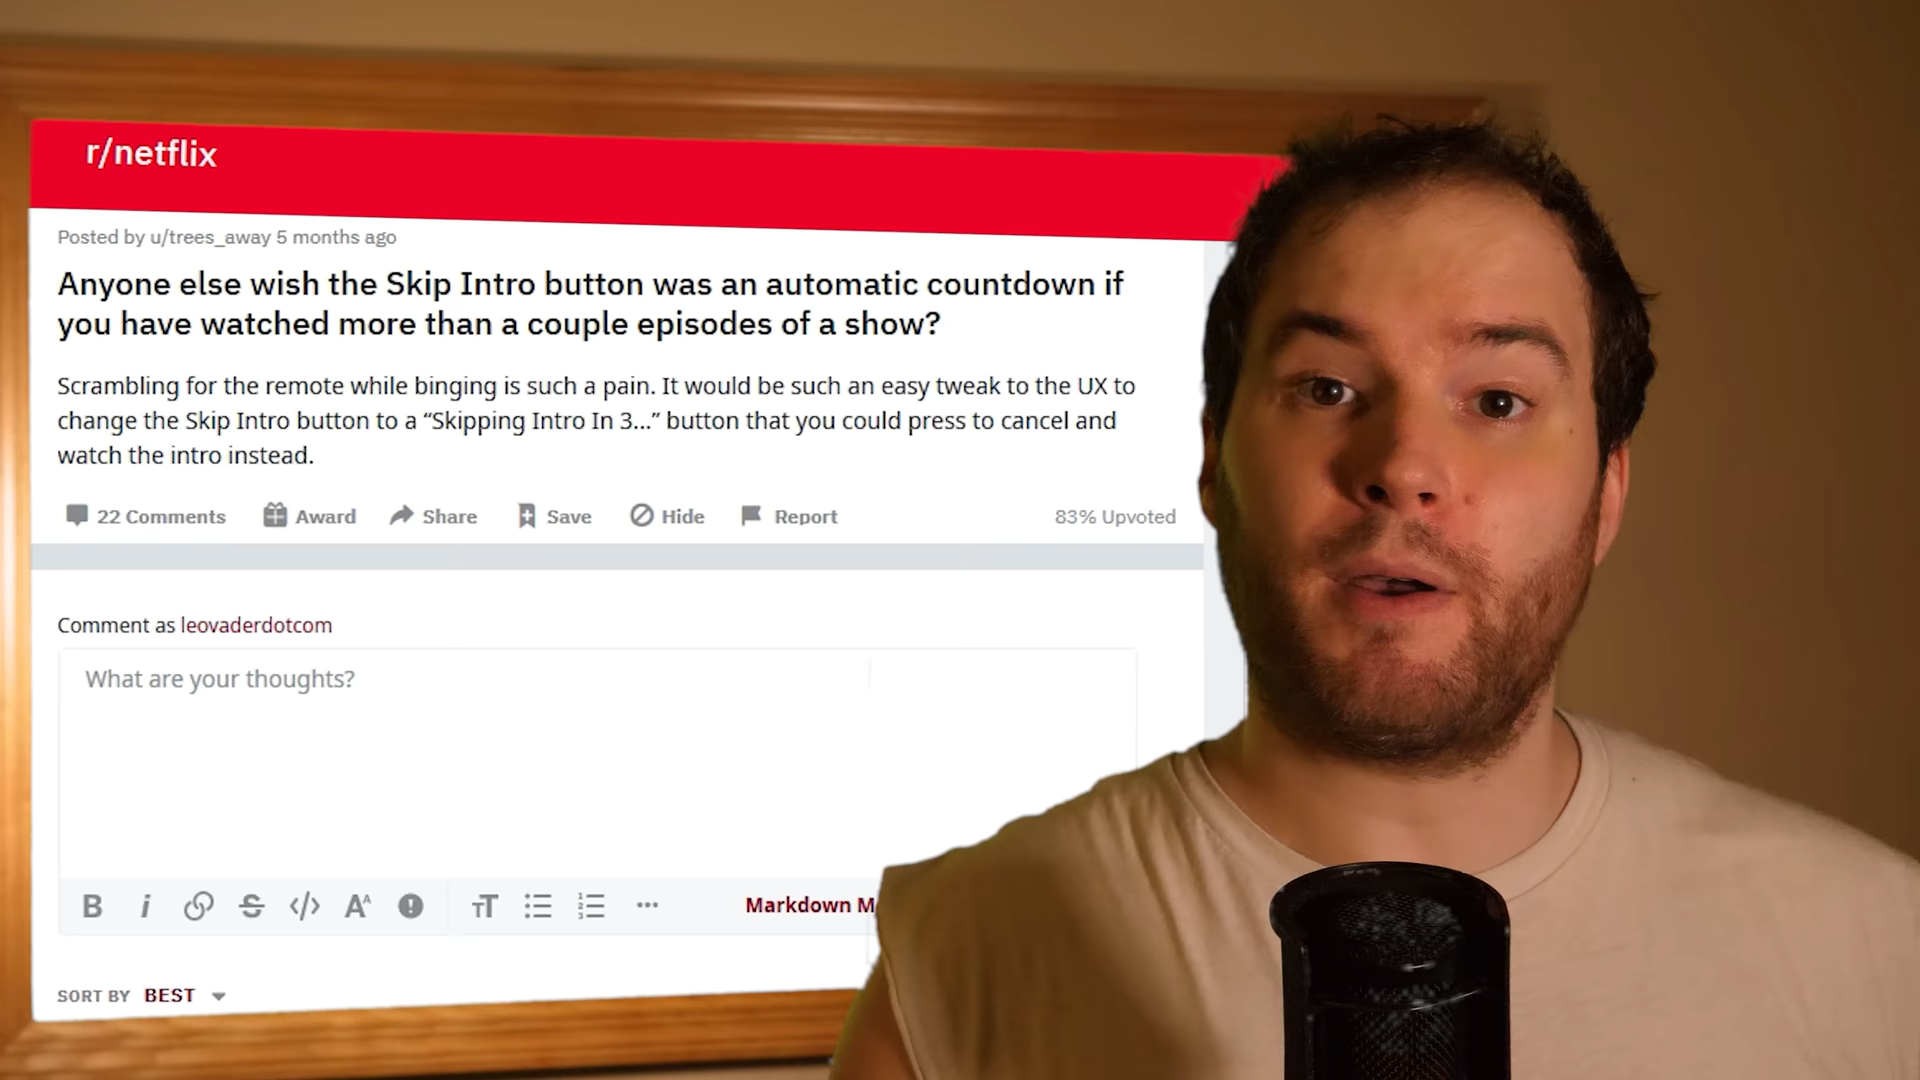 r/netflix
Posted by u/trees_away 5 months ago
Anyone else wish the Skip Intro button was an automatic countdown if
you have watched more than a couple episodes of a show?
Scrambling for the remote while binging is such a pain. It would be such an easy tweak to the UX to
change the Skip Intro button to a “Skipping Intro In 3...” button that you could press to cancel and
watch the intro instead.
22 Comments Award Share Save Hide Report 83% Upvoted
Comment as leovaderdotcom
What are your thoughts?
B i S </> A A T T 1 2 3 ... Markdown M
SORT BY BEST